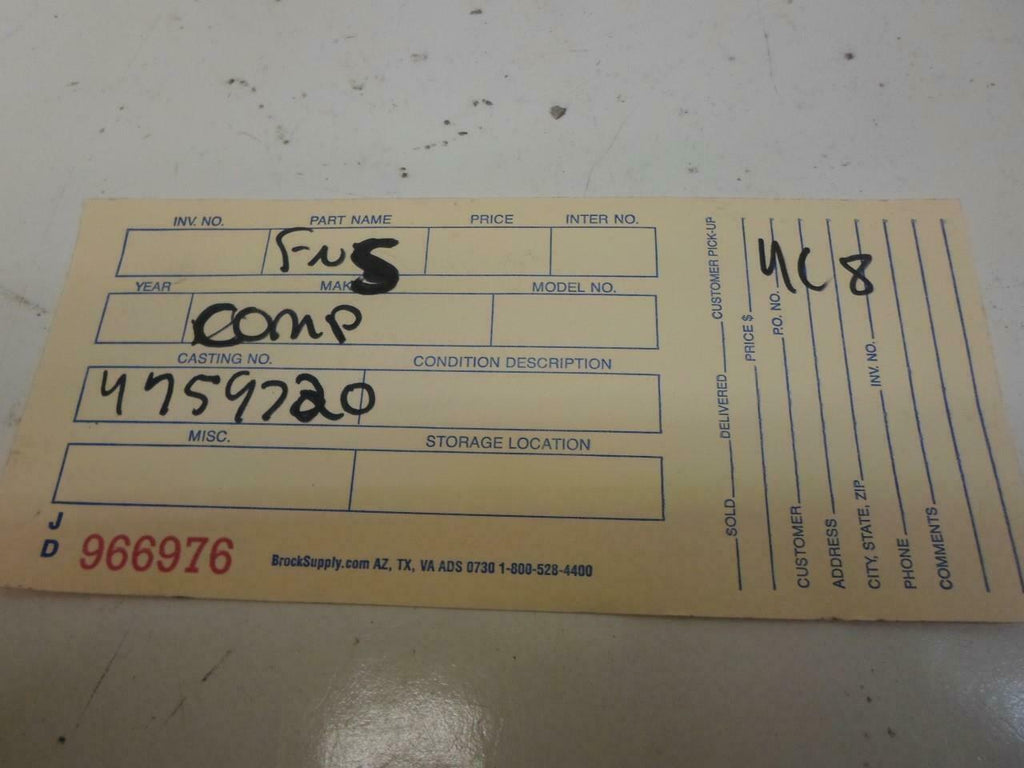 INV. NO. PART NAME PRICE INTER NO.
FNS
YEAR MAKE MODEL NO.
COMP
CASTING NO. CONDITION DESCRIPTION
4759720
MISC. STORAGE LOCATION
J
D 966976
BrockSupply.com AZ, TX, VA ADS 0730 1-800-528-4400
SOLD DELIVERED CUSTOMER PICK-UP
PRICE $
P.O. NO.
CUSTOMER
ADDRESS
CITY, STATE, ZIP INV. NO.
PHONE
COMMENTS
4C8